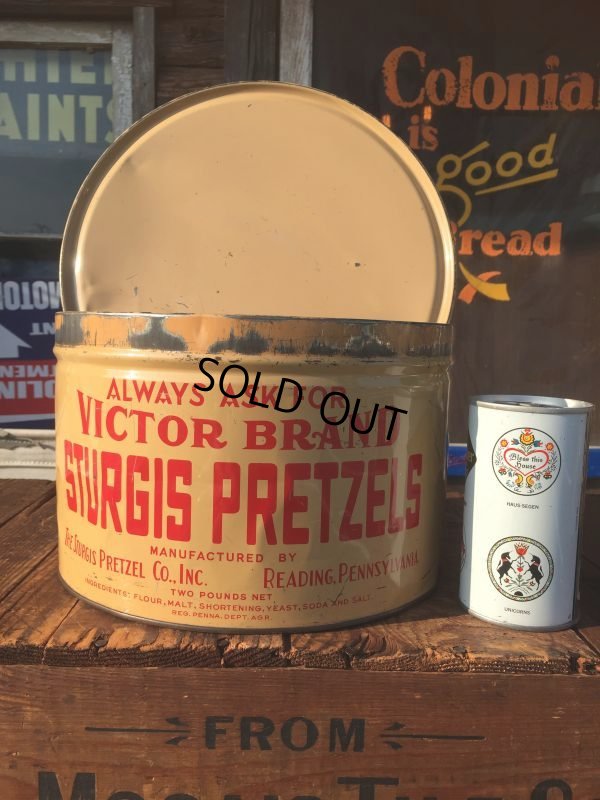 AINTS
Colonial
is
good
Bread
ALWAYS ASK FOR
SOLD OUT
VICTOR BRAND
STURGIS PRETZELS
MANUFACTURED BY
THE STURGIS PRETZEL CO., INC. READING, PENNSYLVANIA
TWO POUNDS NET
INGREDIENTS: FLOUR, MALT, SHORTENING, YEAST, SODA AND SALT.
REG. PENNA. DEPT. AGR.
Bless this
House
HAUS-SEGEN
UNICORNS
FROM